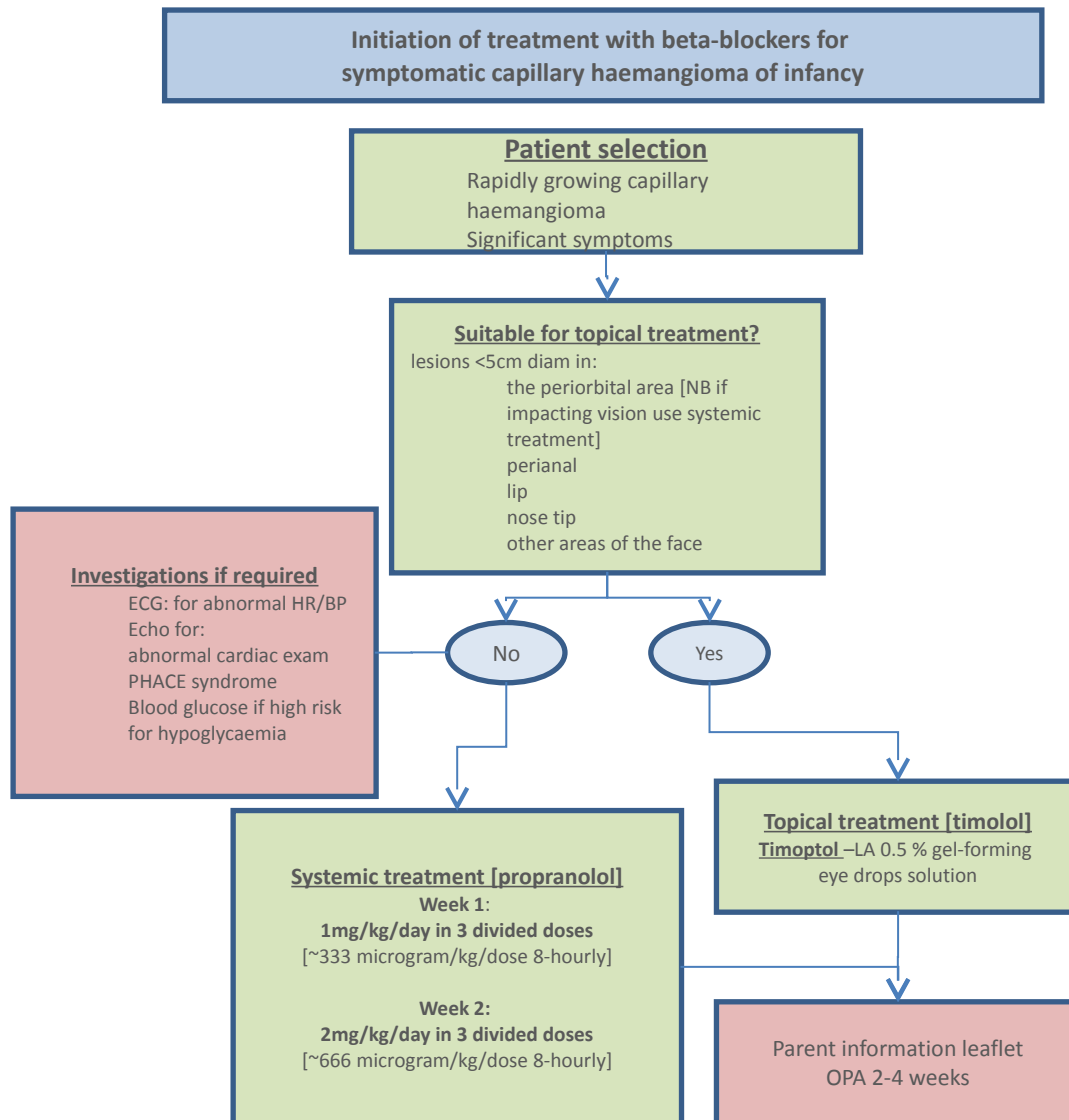 Initiation of treatment with beta-blockers for
symptomatic capillary haemangioma of infancy
Patient selection
Rapidly growing capillary
haemangioma
Significant symptoms
Suitable for topical treatment?
lesions <5cm diam in:
the periorbital area [NB if
impacting vision use systemic
treatment]
perianal
lip
nose tip
other areas of the face
Investigations if required
ECG: for abnormal HR/BP
Echo for:
abnormal cardiac exam
PHACE syndrome
Blood glucose if high risk
for hypoglycaemia
No
Yes
Systemic treatment [propranolol]
Week 1:
1mg/kg/day in 3 divided doses
[~333 microgram/kg/dose 8-hourly]
Week 2:
2mg/kg/day in 3 divided doses
[~666 microgram/kg/dose 8-hourly]
Topical treatment [timolol]
Timoptol –LA 0.5 % gel-forming
eye drops solution
Parent information leaflet
OPA 2-4 weeks